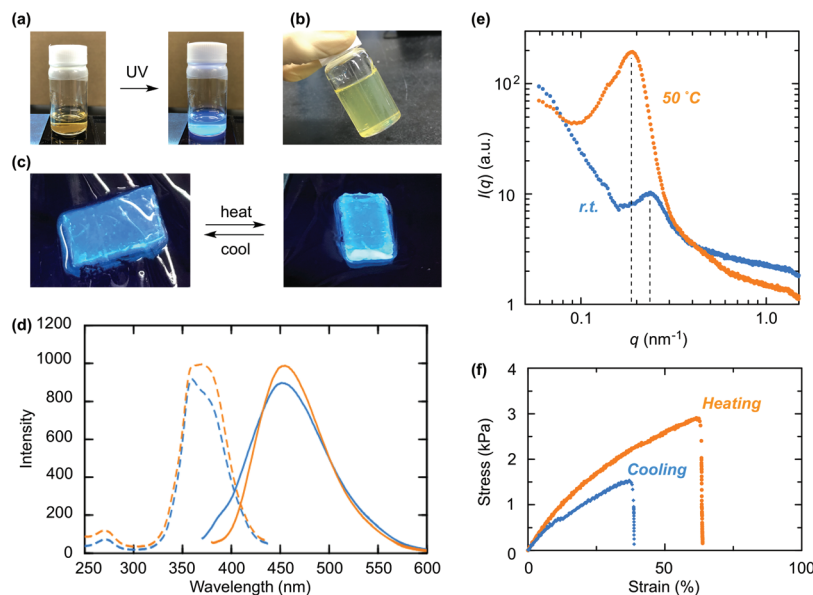 (a)
UV
(b)
(c)
heat
cool
(d)
1200
1000
800
600
400
200
0
250 300 350 400 450 500 550 600
Intensity
Wavelength (nm)
(e)
10²
10
1
I(q) (a.u.)
50 °C
r.t.
0.1 1.0
q (nm⁻¹)
(f)
4
3
2
1
0
Stress (kPa)
Heating
Cooling
0 25 50 75 100
Strain (%)